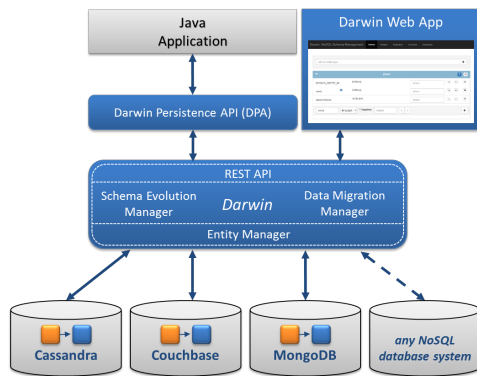 Java
Application
Darwin Web App
Darwin Persistence API (DPA)
REST API
Schema Evolution
Manager
Darwin
Data Migration
Manager
Entity Manager
Cassandra
Couchbase
MongoDB
any NoSQL
database system